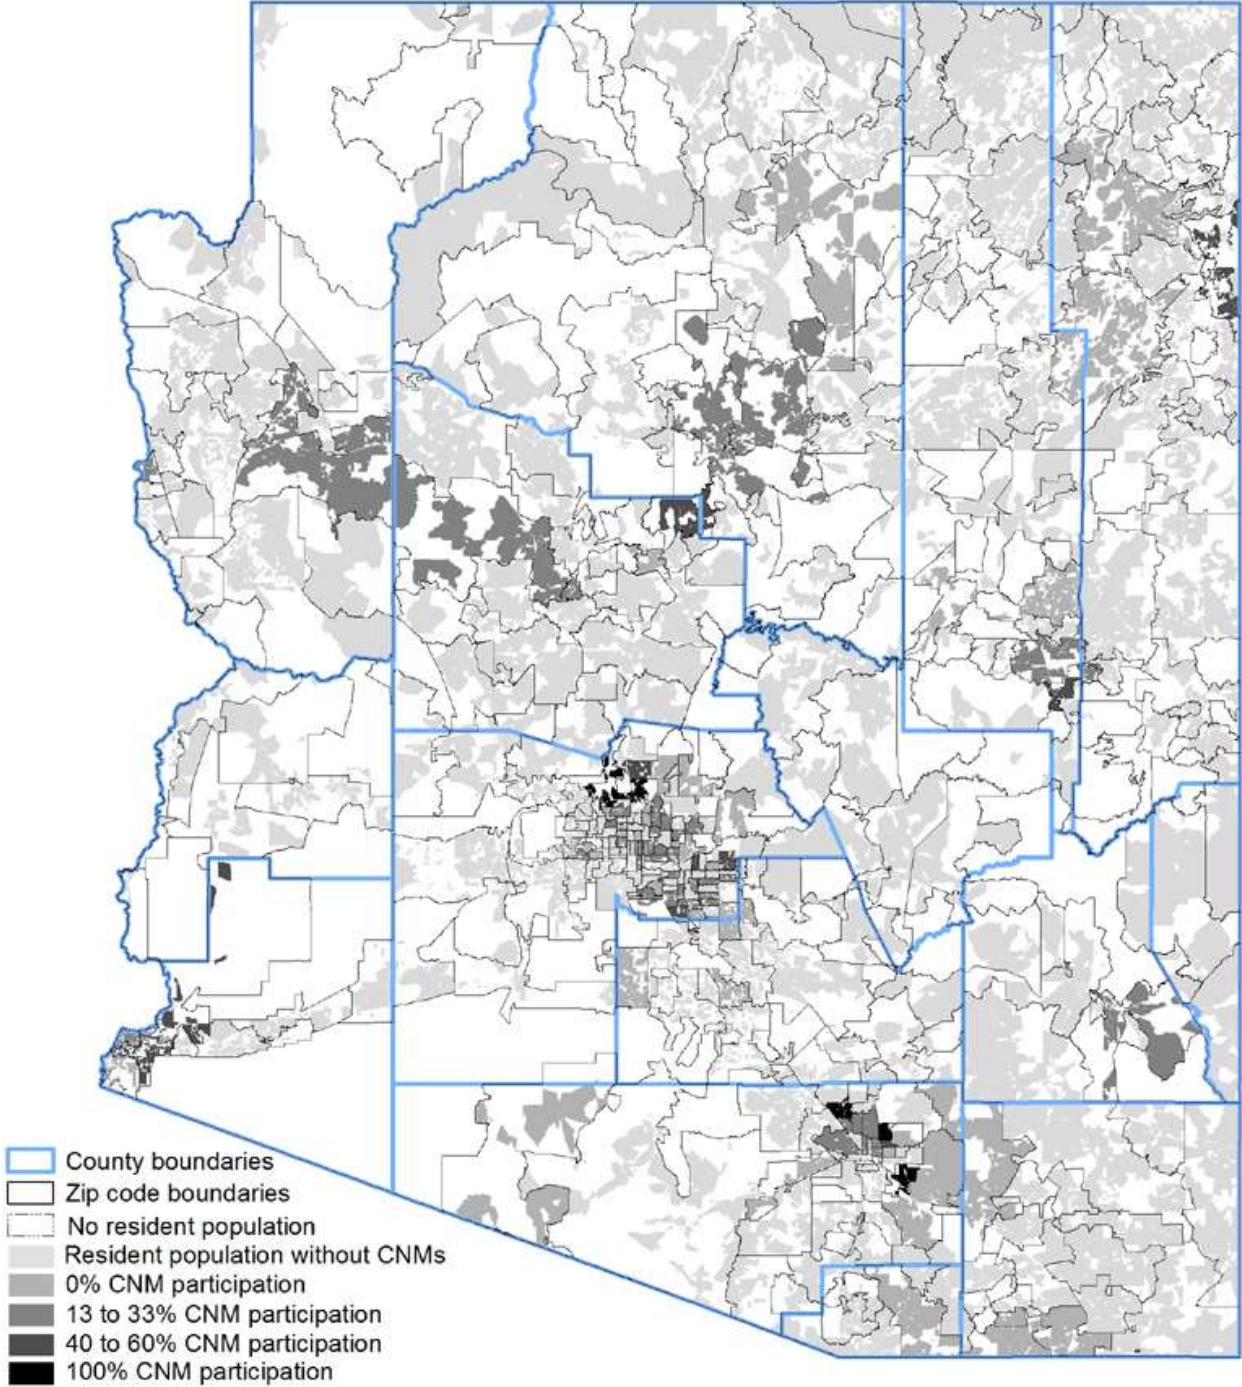 County boundaries
Zip code boundaries
No resident population
Resident population without CNMs
0% CNM participation
13 to 33% CNM participation
40 to 60% CNM participation
100% CNM participation